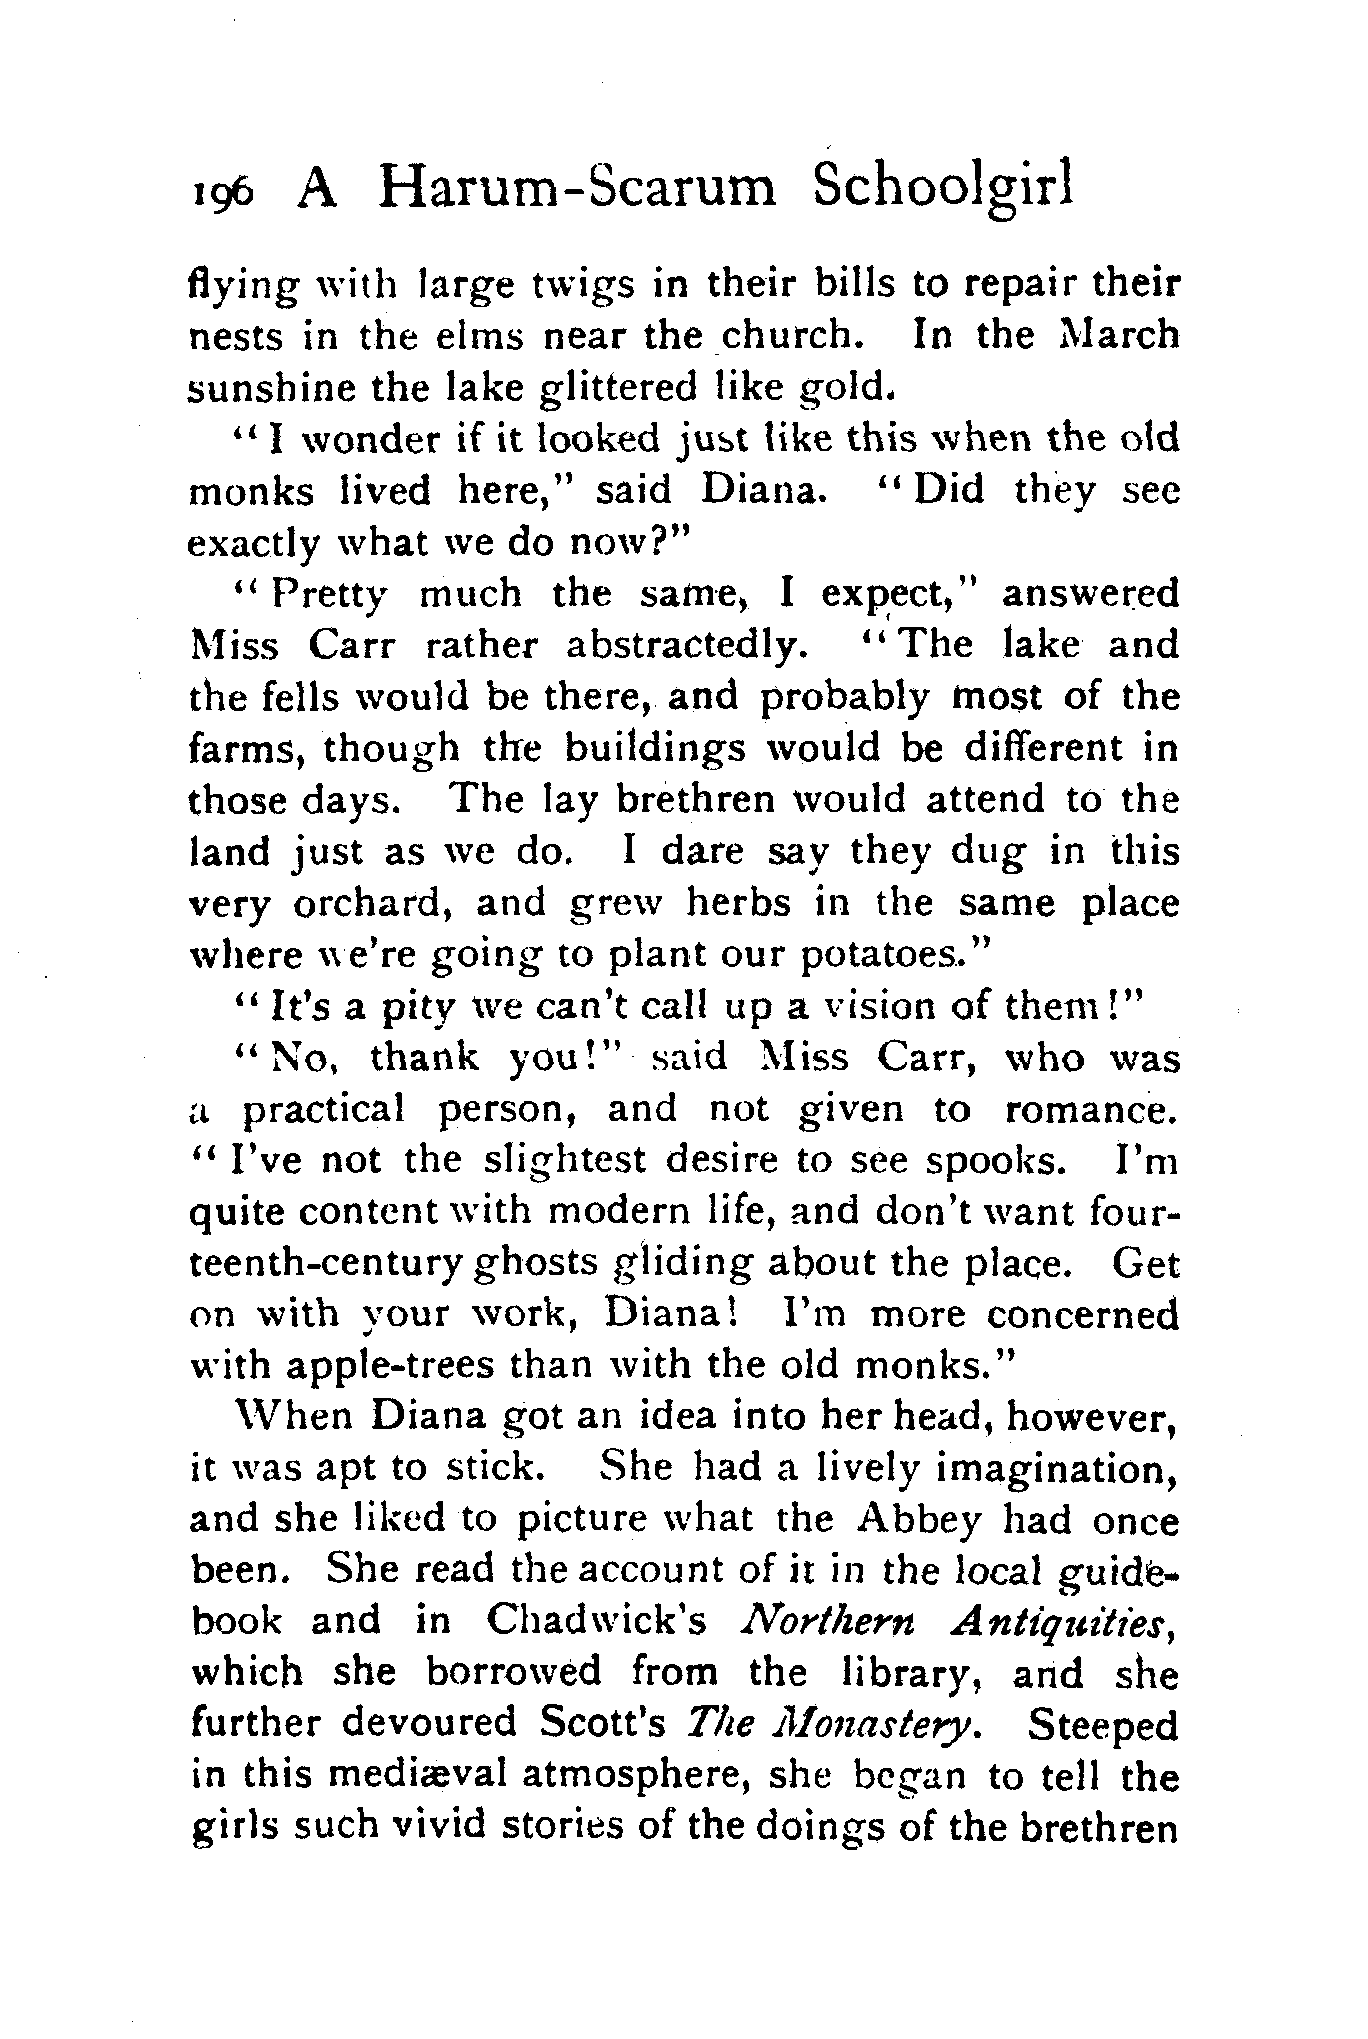 196 A Harum-Scarum Schoolgirl
flying with large twigs in their bills to repair their
nests in the elms near the church. In the March
sunshine the lake glittered like gold.
"I wonder if it looked just like this when the old
monks lived here," said Diana. "Did they see
exactly what we do now?"
"Pretty much the same, I expect," answered
Miss Carr rather abstractedly. "The lake and
the fells would be there, and probably most of the
farms, though the buildings would be different in
those days. The lay brethren would attend to the
land just as we do. I dare say they dug in this
very orchard, and grew herbs in the same place
where we're going to plant our potatoes."
"It's a pity we can't call up a vision of them!"
"No, thank you!" said Miss Carr, who was
a practical person, and not given to romance.
"I've not the slightest desire to see spooks. I'm
quite content with modern life, and don't want four-
teenth-century ghosts gliding about the place. Get
on with your work, Diana! I'm more concerned
with apple-trees than with the old monks."
When Diana got an idea into her head, however,
it was apt to stick. She had a lively imagination,
and she liked to picture what the Abbey had once
been. She read the account of it in the local guide-
book and in Chadwick's Northern Antiquities,
which she borrowed from the library, and she
further devoured Scott's The Monastery. Steeped
in this mediæval atmosphere, she began to tell the
girls such vivid stories of the doings of the brethren